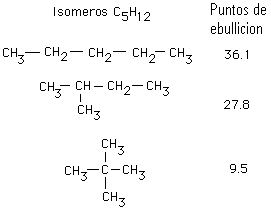 Isomeros C5H12 Puntos de
ebullicion
CH3—CH2—CH2—CH2—CH3 36.1
CH3—CH—CH2—CH3
CH3
27.8
CH3
CH3—C—CH3 9.5
CH3